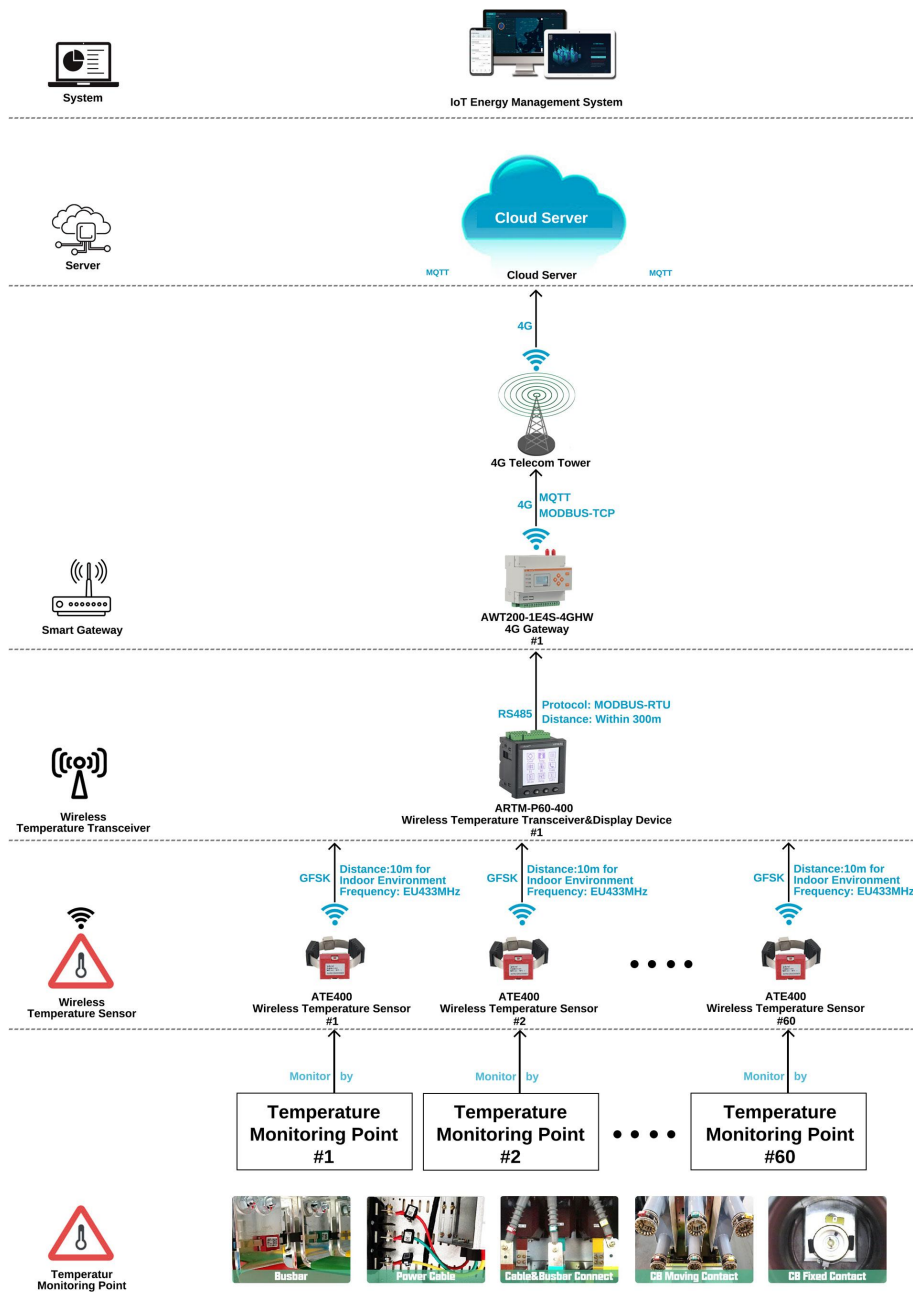 System
IoT Energy Management System
Cloud Server
Server
MQTT
Cloud Server
MQTT
4G
4G Telecom Tower
4G
MQTT
MODBUS-TCP
Smart Gateway
AWT200-1E4S-4GHW
4G Gateway
#1
RS485
Protocol: MODBUS-RTU
Distance: Within 300m
Wireless
Temperature Transceiver
ARTM-P60-400
Wireless Temperature Transceiver&Display Device
#1
GFSK
Distance:10m for
Indoor Environment
Frequency: EU433MHz
GFSK
Distance:10m for
Indoor Environment
Frequency: EU433MHz
GFSK
Distance:10m for
Indoor Environment
Frequency: EU433MHz
Wireless
Temperature Sensor
ATE400
Wireless Temperature Sensor
#1
ATE400
Wireless Temperature Sensor
#2
ATE400
Wireless Temperature Sensor
#60
Monitor by
Monitor by
Monitor by
Temperature
Monitoring Point
#1
Temperature
Monitoring Point
#2
Temperature
Monitoring Point
#60
Temperatur
Monitoring Point
Busbar
Power Cable
Cable&Busbar Connect
CB Moving Contact
CB Fixed Contact